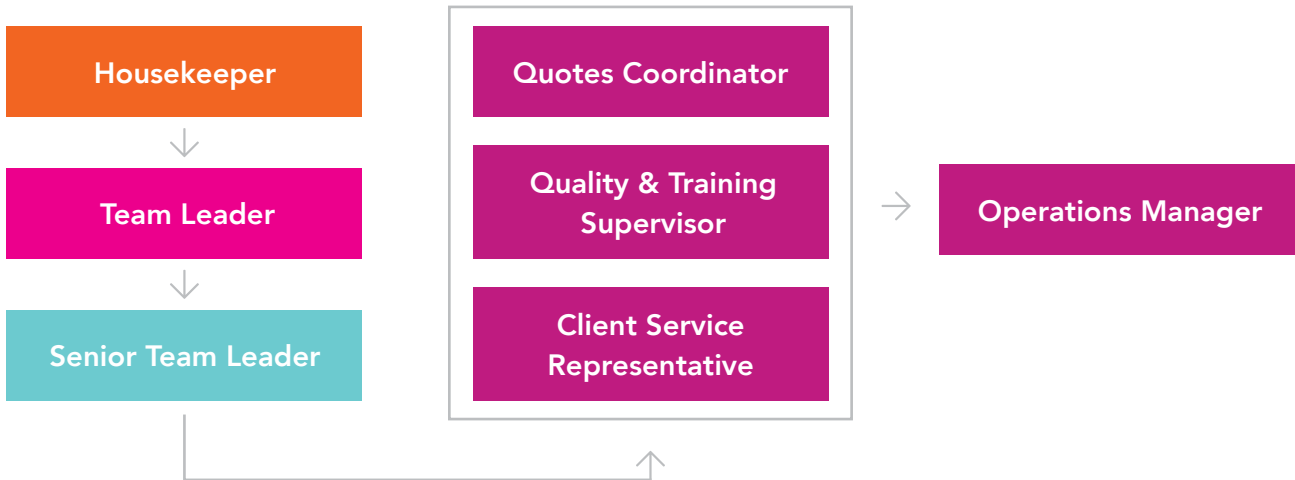 Housekeeper
Team Leader
Senior Team Leader
Quotes Coordinator
Quality & Training
Supervisor
Client Service
Representative
Operations Manager